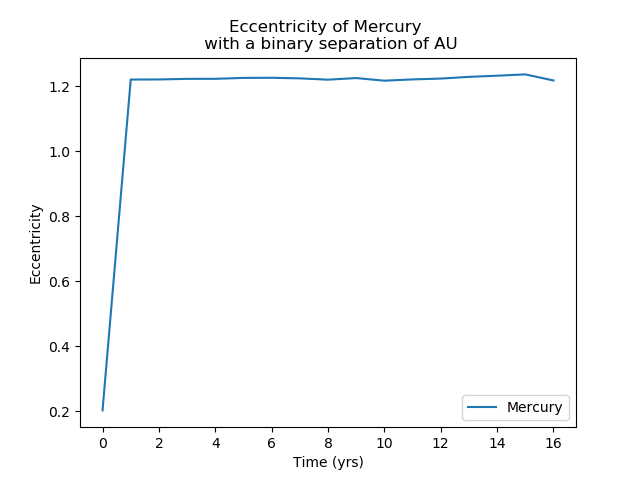 Eccentricity of Mercury
with a binary separation of AU
1.2
1.0
0.8
0.6
0.4
0.2
Eccentricity
Mercury
0 2 4 6 8 10 12 14 16
Time (yrs)